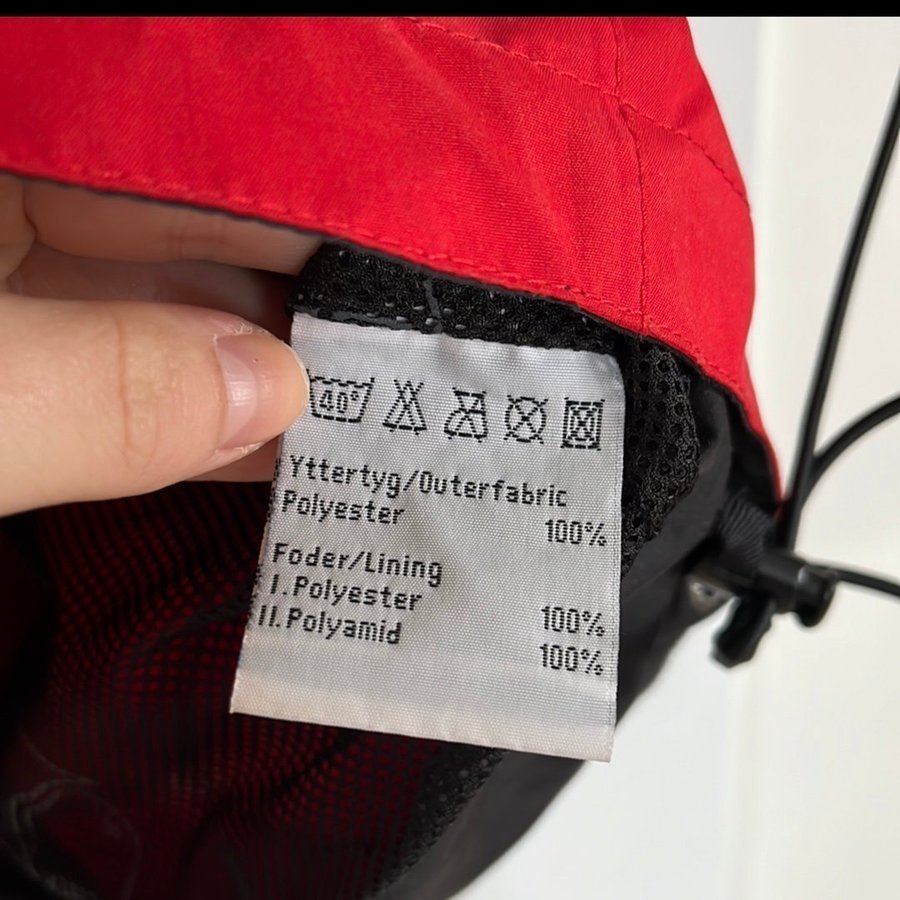 40°
Yttertyg/Outerfabric
Polyester 100%
Foder/Lining
I.Polyester 100%
II.Polyamid 100%